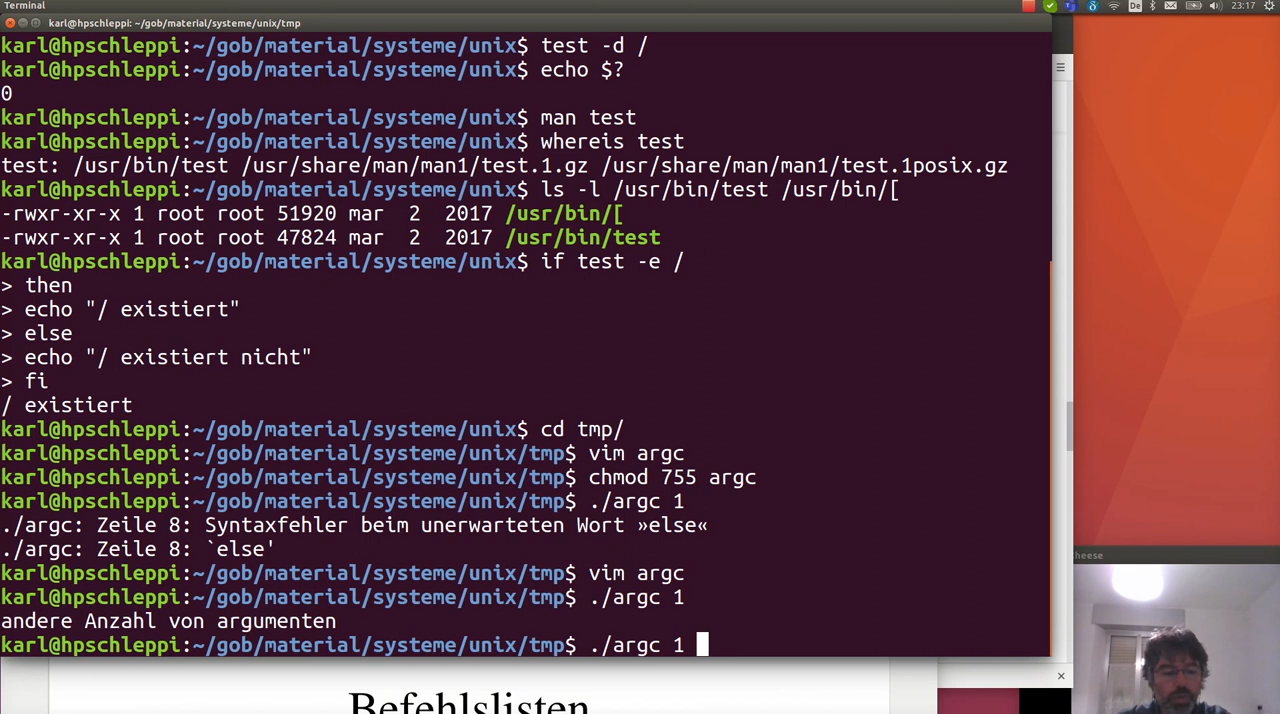 Terminal
De
23:17
karl@hpschleppi: ~/gob/material/systeme/unix/tmp
karl@hpschleppi:~/gob/material/systeme/unix$ test -d /
karl@hpschleppi:~/gob/material/systeme/unix$ echo $?
0
karl@hpschleppi:~/gob/material/systeme/unix$ man test
karl@hpschleppi:~/gob/material/systeme/unix$ whereis test
test: /usr/bin/test /usr/share/man/man1/test.1.gz /usr/share/man/man1/test.1posix.gz
karl@hpschleppi:~/gob/material/systeme/unix$ ls -l /usr/bin/test /usr/bin/[
-rwxr-xr-x 1 root root 51920 mar  2  2017 /usr/bin/[
-rwxr-xr-x 1 root root 47824 mar  2  2017 /usr/bin/test
karl@hpschleppi:~/gob/material/systeme/unix$ if test -e /
> then
> echo "/ existiert"
> else
> echo "/ existiert nicht"
> fi
/ existiert
karl@hpschleppi:~/gob/material/systeme/unix$ cd tmp/
karl@hpschleppi:~/gob/material/systeme/unix/tmp$ vim argc
karl@hpschleppi:~/gob/material/systeme/unix/tmp$ chmod 755 argc
karl@hpschleppi:~/gob/material/systeme/unix/tmp$ ./argc 1
./argc: Zeile 8: Syntaxfehler beim unerwarteten Wort »else«
./argc: Zeile 8: `else'
karl@hpschleppi:~/gob/material/systeme/unix/tmp$ vim argc
karl@hpschleppi:~/gob/material/systeme/unix/tmp$ ./argc 1
andere Anzahl von argumenten
karl@hpschleppi:~/gob/material/systeme/unix/tmp$ ./argc 1
heese
Befehlslisten